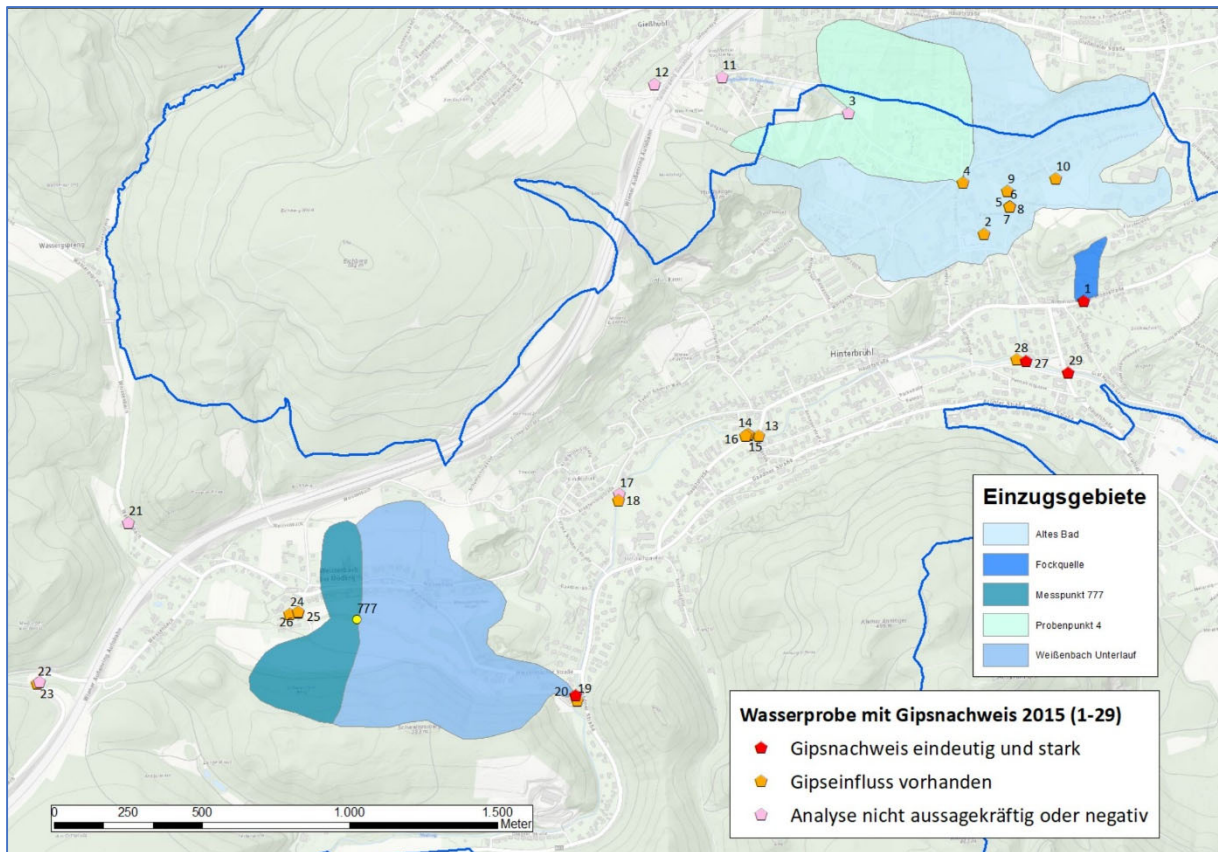 Gießhübl
12
11
3
4
9
10
6
5
8
7
2
1
Wassergspreng
Hinterbrühl
28
27
29
14
13
16
15
17
18
21
24
25
26
777
22
23
20
19
Einzugsgebiete
Altes Bad
Fockquelle
Messpunkt 777
Probenpunkt 4
Weißenbach Unterlauf
Wasserprobe mit Gipsnachweis 2015 (1-29)
Gipsnachweis eindeutig und stark
Gipseinfluss vorhanden
Analyse nicht aussagekräftig oder negativ
0 250 500 1.000 1.500
Meter